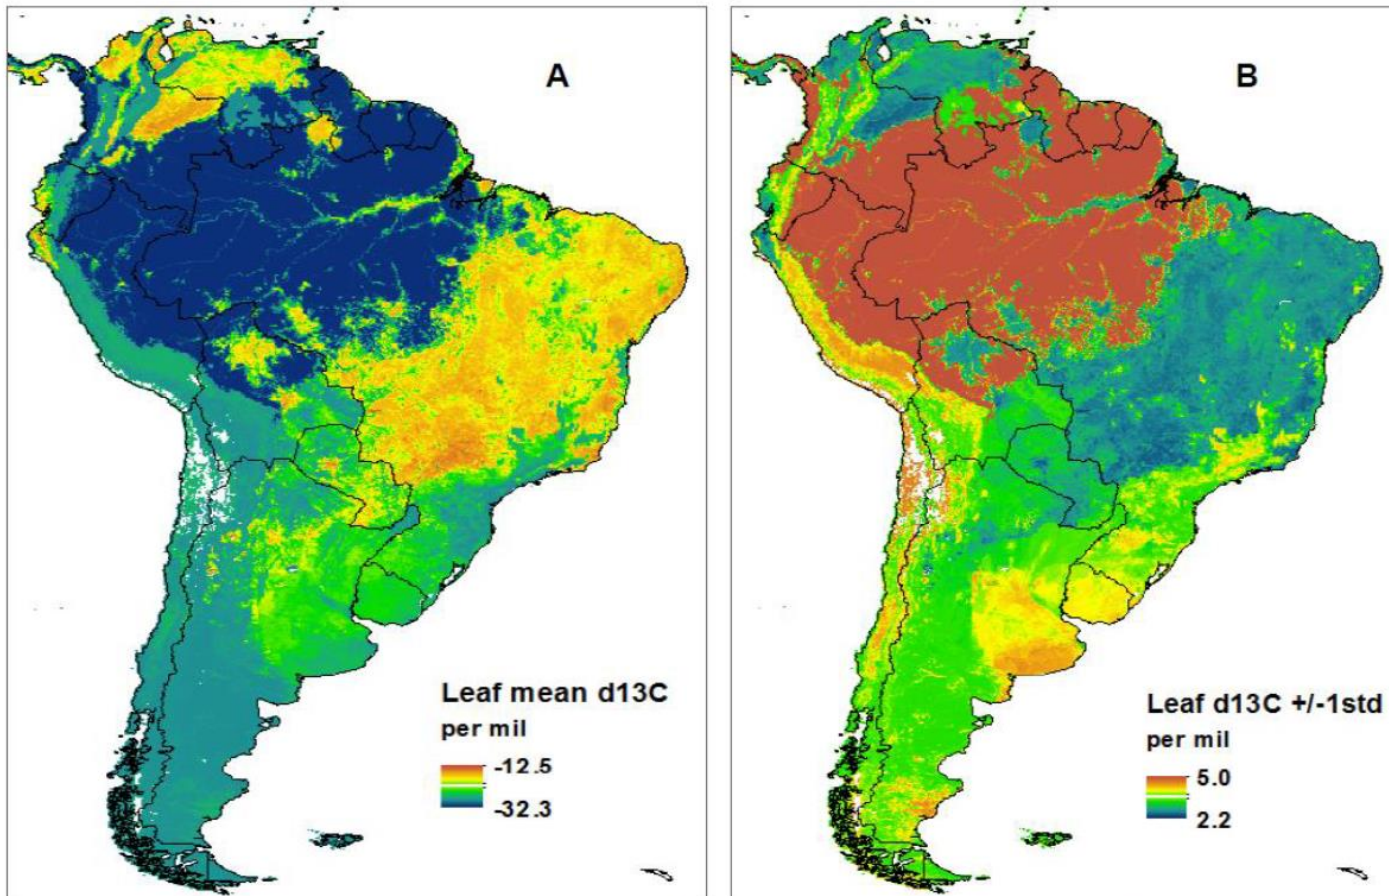 A
Leaf mean d13C
per mil
-12.5
-32.3
B
Leaf d13C +/-1std
per mil
5.0
2.2